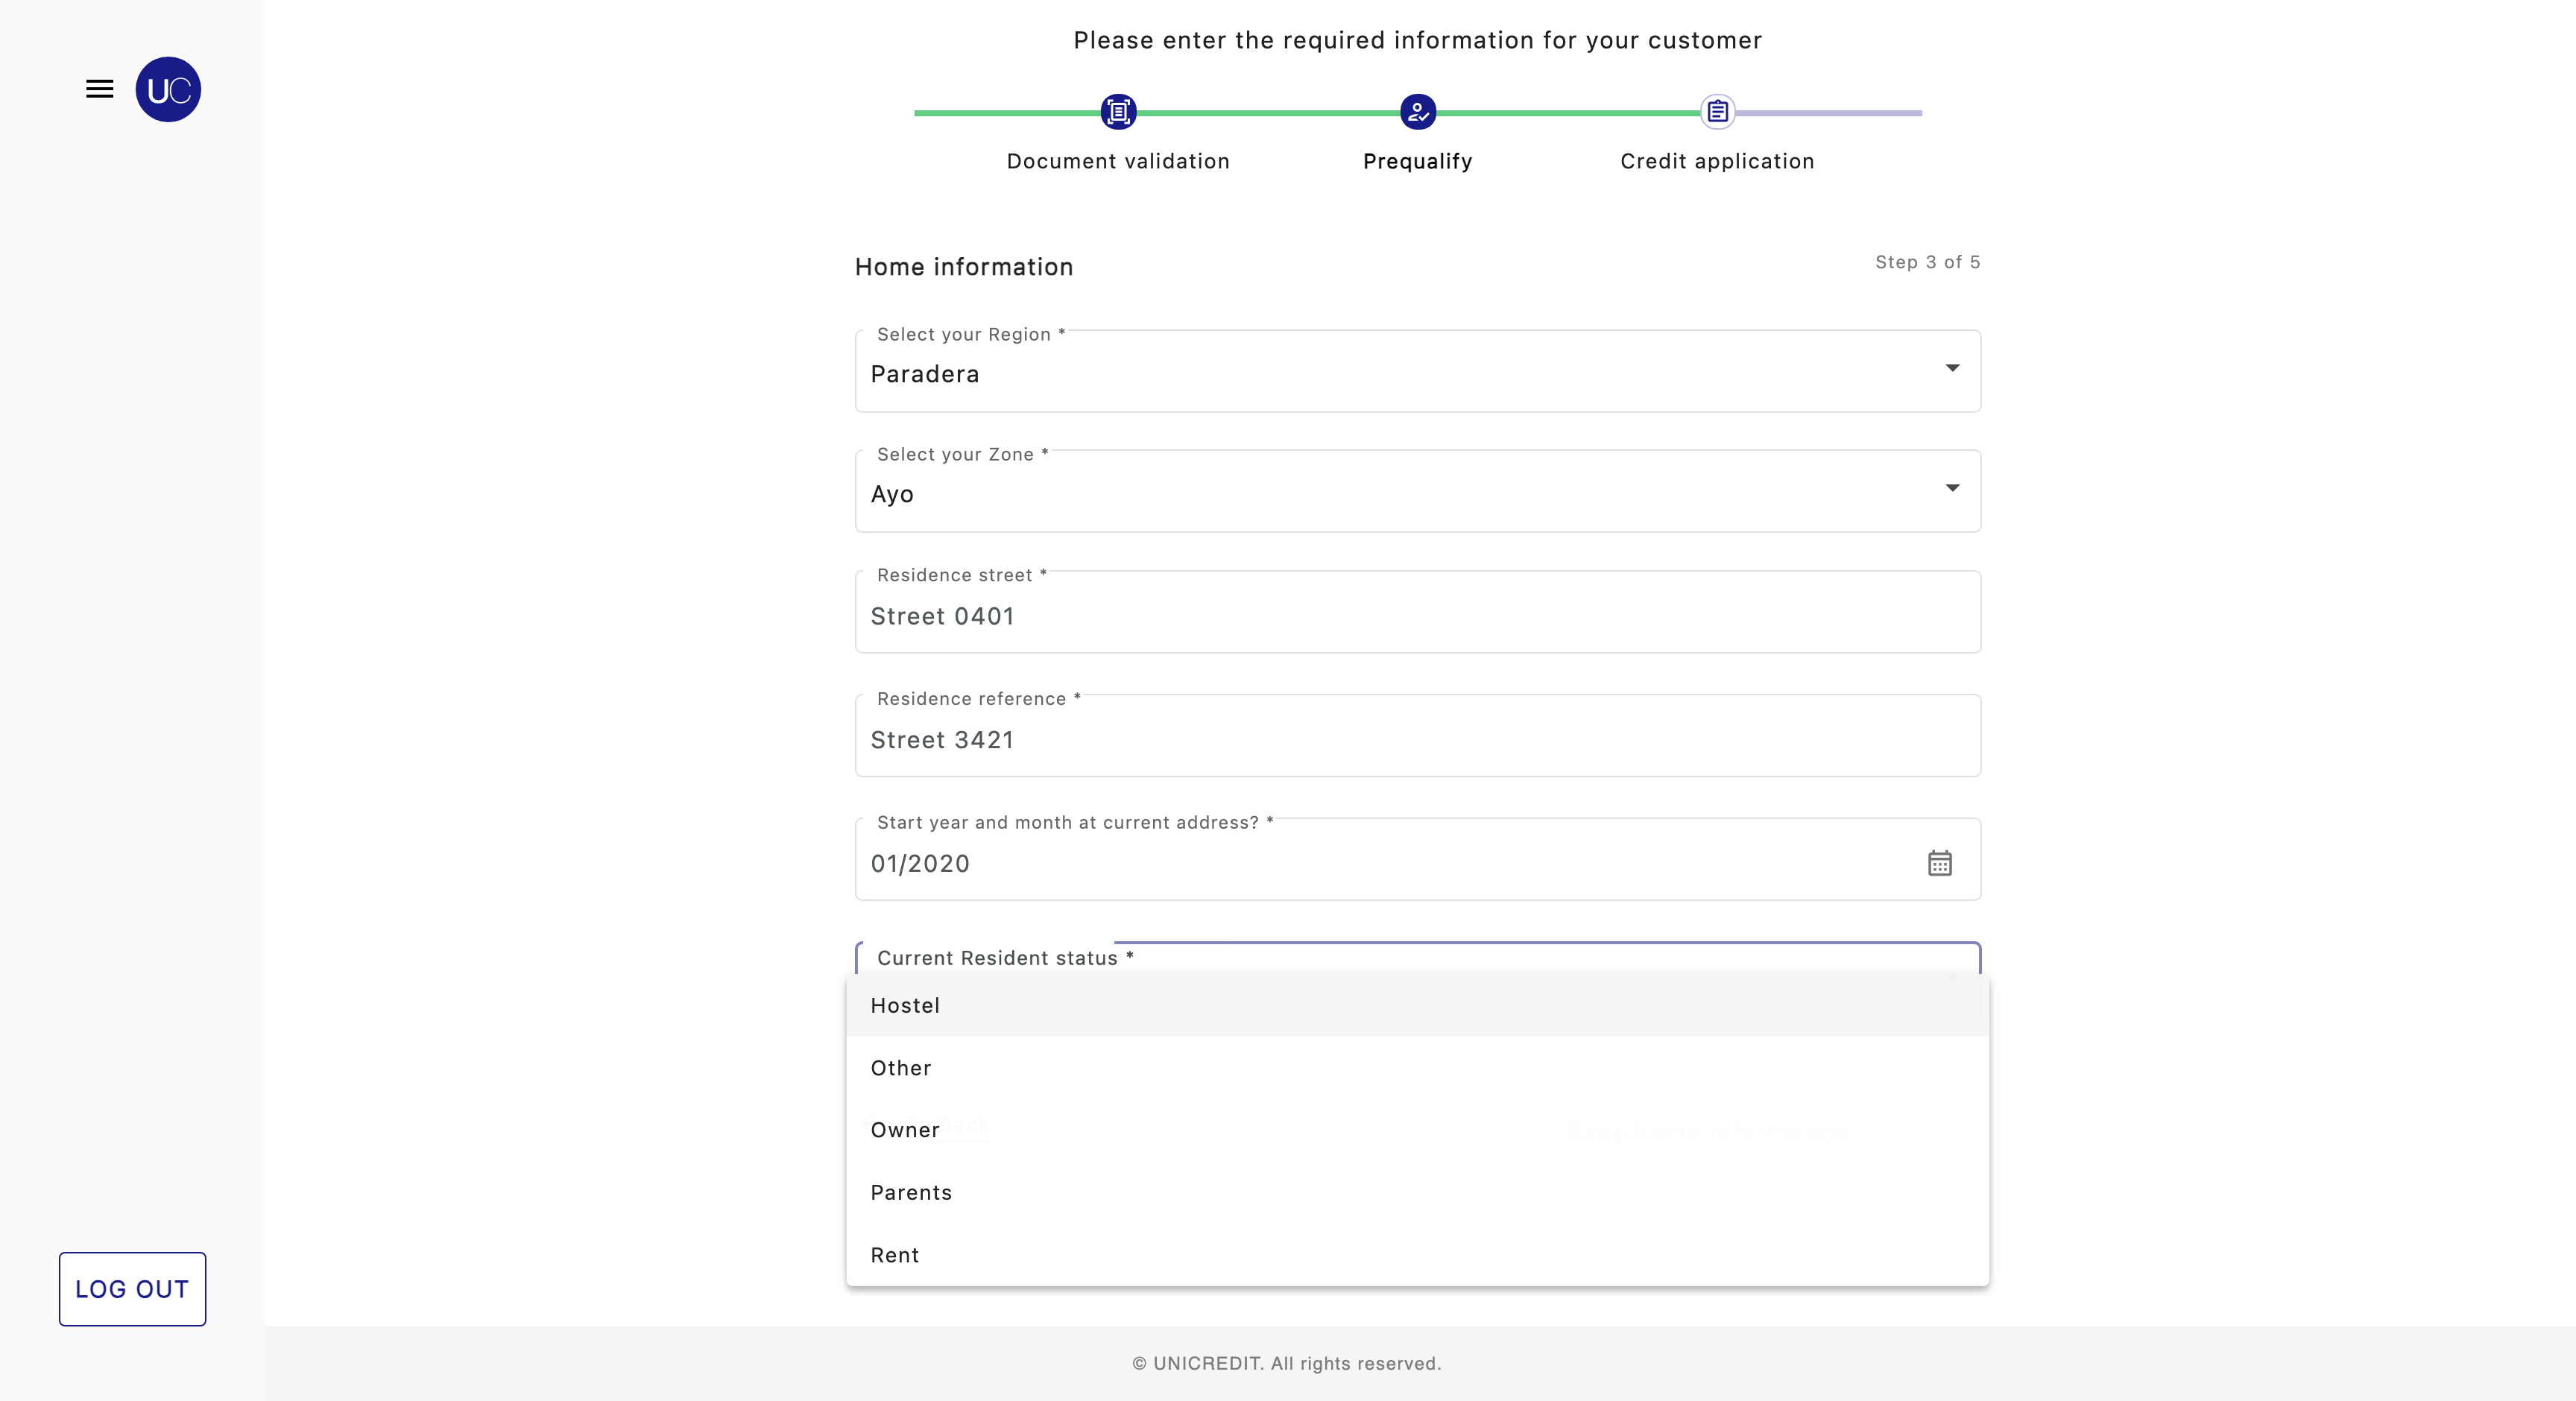 UC
Please enter the required information for your customer
Document validation
Prequalify
Credit application
Home information
Step 3 of 5
Select your Region *
Paradera
Select your Zone *
Ayo
Residence street *
Street 0401
Residence reference *
Street 3421
Start year and month at current address? *
01/2020
Current Resident status *
Hostel
Other
Owner
Parents
Rent
LOG OUT
© UNICREDIT. All rights reserved.